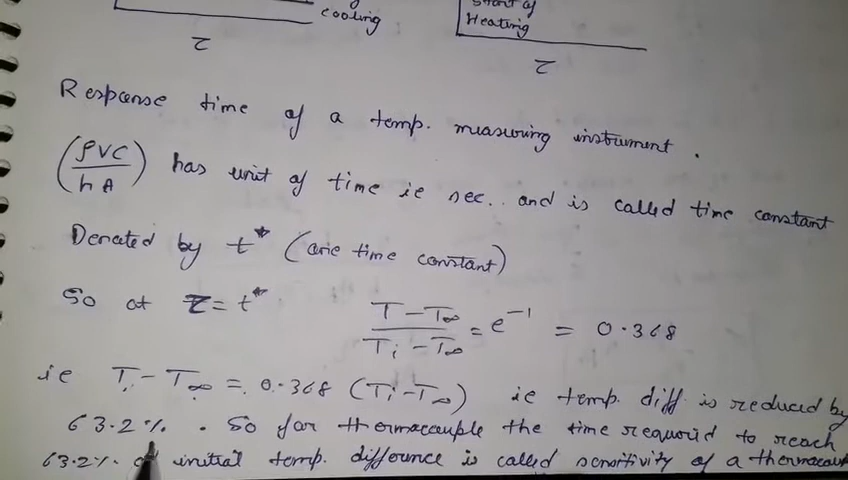 cooling
Start of
Heating
τ
τ
Response time of a temp. measuring instrument.
(ρVC / hA) has unit of time ie sec.. and is called time constant
Denoted by t* (one time constant)
So at τ = t* (T - T∞) / (Ti - T∞) = e^-1 = 0.368
ie T - T∞ = 0.368 (Ti - T∞) ie temp. diff. is reduced by
63.2%. So for thermocouple the time required to reach
63.2% initial temp. difference is called sensitivity of a